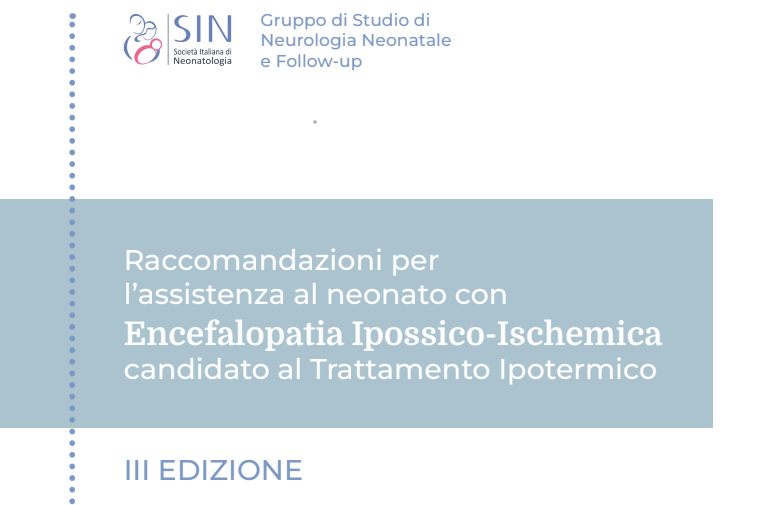 SIN
Società Italiana di
Neonatologia
Gruppo di Studio di
Neurologia Neonatale
e Follow-up
Raccomandazioni per
l’assistenza al neonato con
Encefalopatia Ipossico-Ischemica
candidato al Trattamento Ipotermico
III EDIZIONE